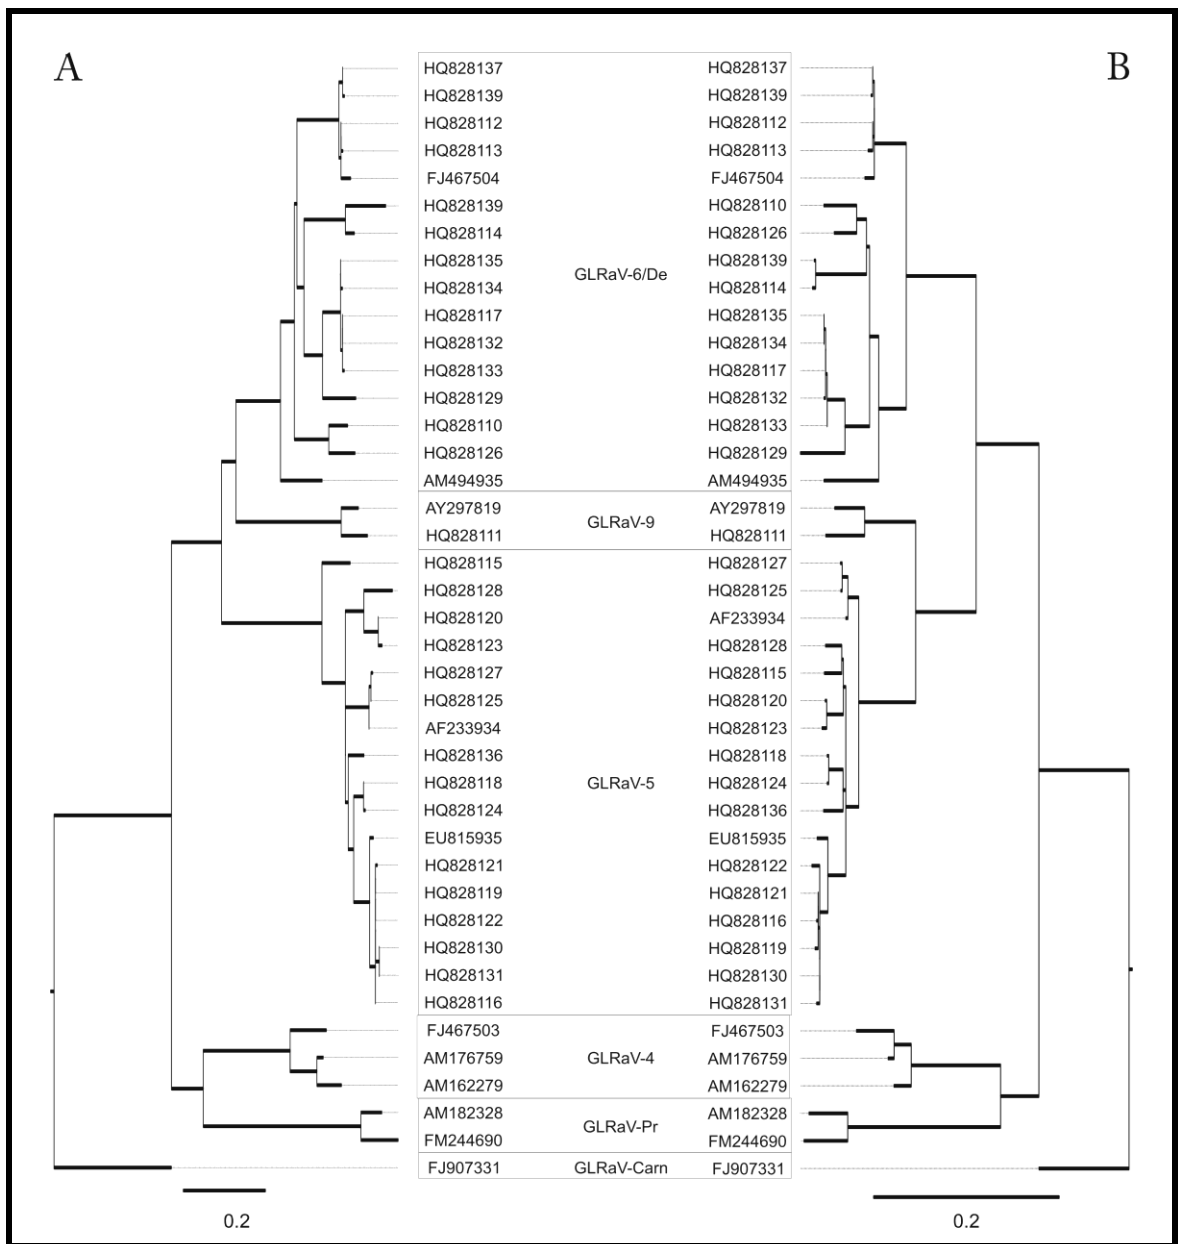 A B
HQ828137 HQ828137
HQ828139 HQ828139
HQ828112 HQ828112
HQ828113 HQ828113
FJ467504 FJ467504
HQ828139 HQ828110
HQ828114 HQ828126
HQ828135 HQ828139
GLRaV-6/De
HQ828134 HQ828114
HQ828117 HQ828135
HQ828132 HQ828134
HQ828133 HQ828117
HQ828129 HQ828132
HQ828110 HQ828133
HQ828126 HQ828129
AM494935 AM494935
AY297819 AY297819
GLRaV-9
HQ828111 HQ828111
HQ828115 HQ828127
HQ828128 HQ828125
HQ828120 AF233934
HQ828123 HQ828128
HQ828127 HQ828115
HQ828125 HQ828120
AF233934 HQ828123
HQ828136 HQ828118
HQ828118 GLRaV-5 HQ828124
HQ828124 HQ828136
EU815935 EU815935
HQ828121 HQ828122
HQ828119 HQ828121
HQ828122 HQ828116
HQ828130 HQ828119
HQ828131 HQ828130
HQ828116 HQ828131
FJ467503 FJ467503
AM176759 GLRaV-4 AM176759
AM162279 AM162279
AM182328 AM182328
GLRaV-Pr
FM244690 FM244690
FJ907331 GLRaV-Carn FJ907331
0.2 0.2